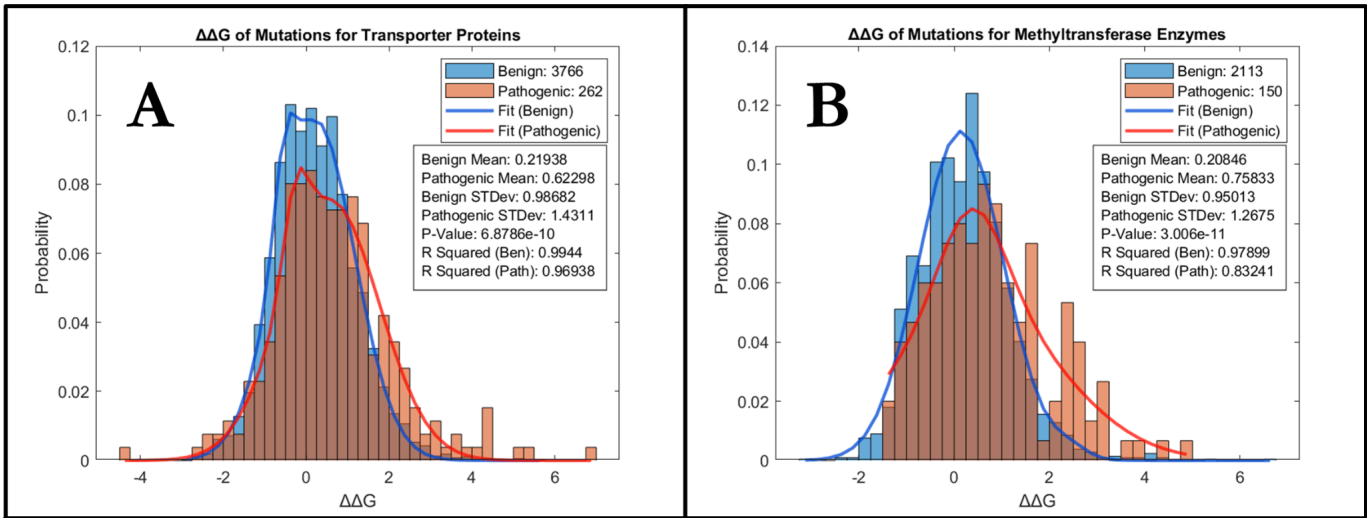 ΔΔG of Mutations for Transporter Proteins
A
Benign: 3766
Pathogenic: 262
Fit (Benign)
Fit (Pathogenic)
Benign Mean: 0.21938
Pathogenic Mean: 0.62298
Benign STDev: 0.98682
Pathogenic STDev: 1.4311
P-Value: 6.8786e-10
R Squared (Ben): 0.9944
R Squared (Path): 0.96938
Probability
0.12
0.1
0.08
0.06
0.04
0.02
0
-4
-2
0
2
4
6
ΔΔG
ΔΔG of Mutations for Methyltransferase Enzymes
B
Benign: 2113
Pathogenic: 150
Fit (Benign)
Fit (Pathogenic)
Benign Mean: 0.20846
Pathogenic Mean: 0.75833
Benign STDev: 0.95013
Pathogenic STDev: 1.2675
P-Value: 3.006e-11
R Squared (Ben): 0.97899
R Squared (Path): 0.83241
Probability
0.14
0.12
0.1
0.08
0.06
0.04
0.02
0
-2
0
2
4
6
ΔΔG